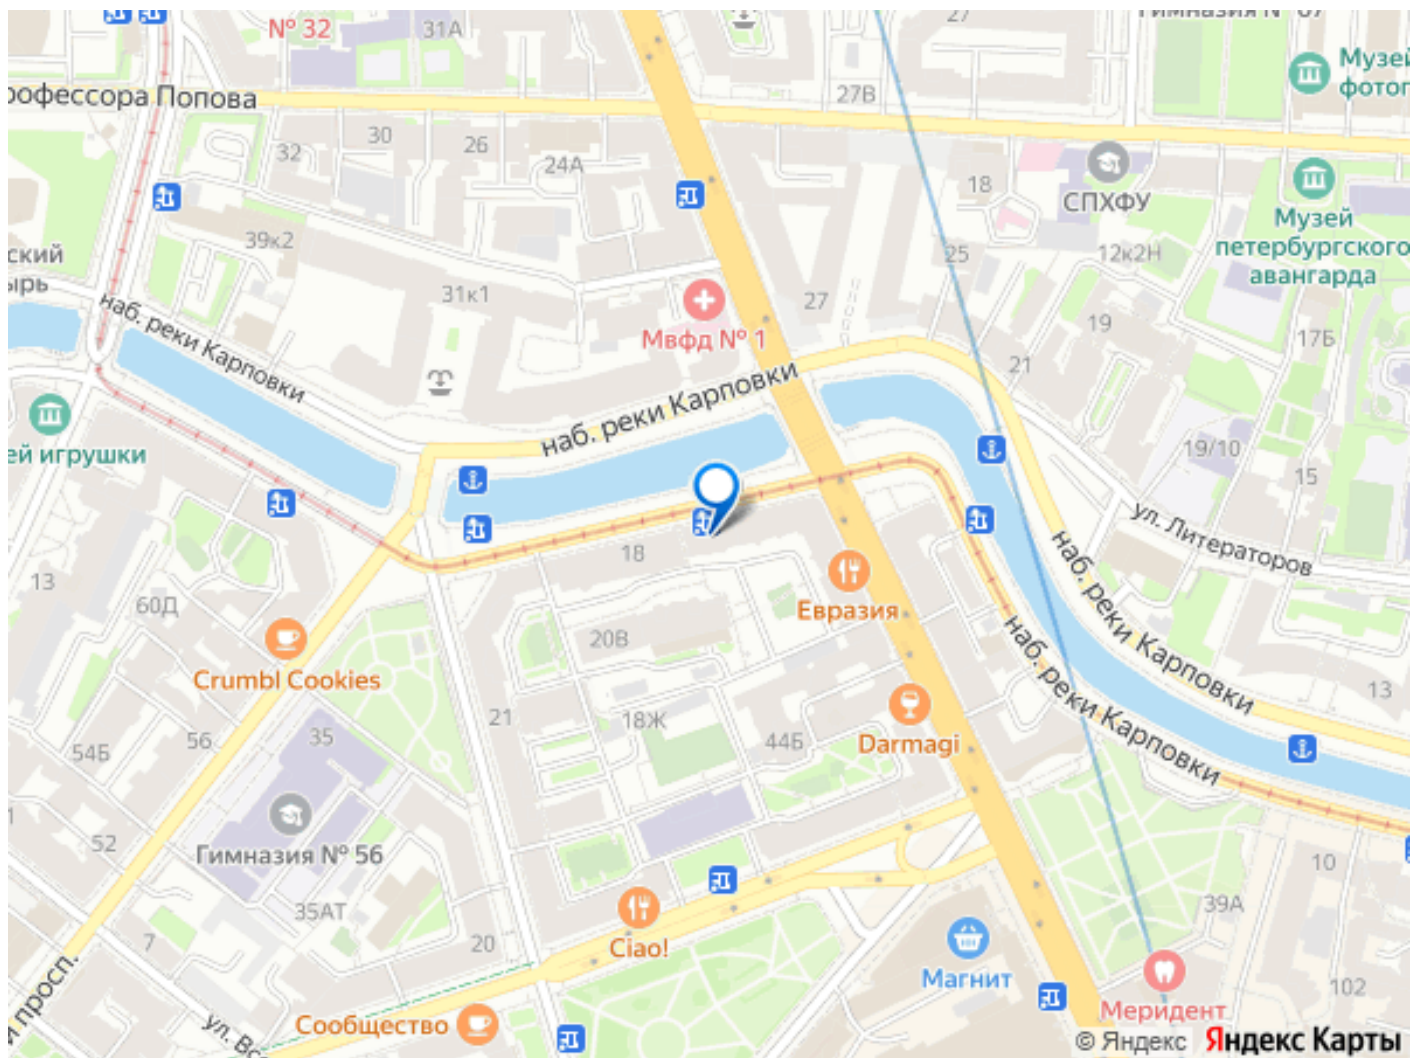 № 32
31А
27
27В
рофессора Попова
32
30
26
24А
18
СПХФУ
Музей
петербургского
авангарда
39к2
ский
ырь
31к1
наб. реки Карповки
Мвфд № 1
27
25
12к2Н
19
21
17Б
наб. реки Карповки
ей игрушки
19/10
15
ул. Литераторов
наб. реки Карповки
13
60Д
18
20В
Евразия
Crumbl Cookies
наб. реки Карповки
13
54Б
56
35
21
18Ж
44Б
Darmagi
52
Гимназия № 56
35АТ
7
20
Ciao!
10
39А
Магнит
102
Меридент
й просп.
ул. Вс
Сообщество
© Яндекс Яндекс Карты